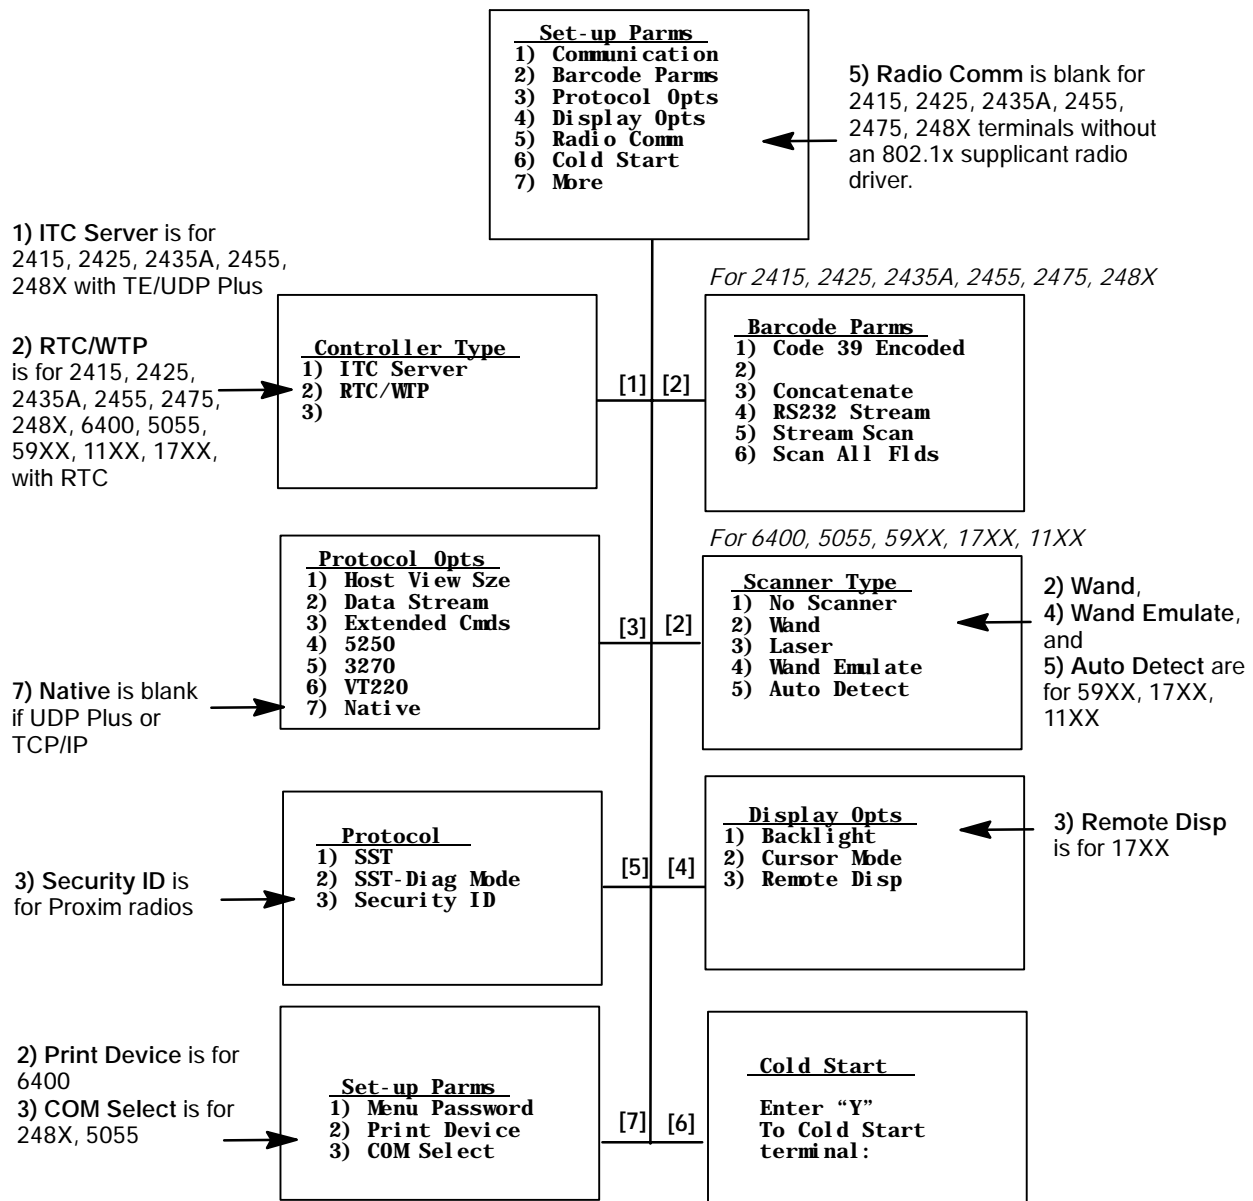 Set-up Parms
1) Communication
2) Barcode Parms
3) Protocol Opts
4) Display Opts
5) Radio Comm
6) Cold Start
7) More
5) Radio Comm is blank for
2415, 2425, 2435A, 2455,
2475, 248X terminals without
an 802.1x supplicant radio
driver.
1) ITC Server is for
2415, 2425, 2435A, 2455,
248X with TE/UDP Plus
2) RTC/WTP
is for 2415, 2425,
2435A, 2455, 2475,
248X, 6400, 5055,
59XX, 11XX, 17XX,
with RTC
Controller Type
1) ITC Server
2) RTC/WTP
3)
[1] [2]
For 2415, 2425, 2435A, 2455, 2475, 248X
Barcode Parms
1) Code 39 Encoded
2)
3) Concatenate
4) RS232 Stream
5) Stream Scan
6) Scan All Flds
Protocol Opts
1) Host View Sze
2) Data Stream
3) Extended Cmds
4) 5250
5) 3270
6) VT220
7) Native
7) Native is blank
if UDP Plus or
TCP/IP
[3] [2]
For 6400, 5055, 59XX, 17XX, 11XX
Scanner Type
1) No Scanner
2) Wand
3) Laser
4) Wand Emulate
5) Auto Detect
2) Wand,
4) Wand Emulate,
and
5) Auto Detect are
for 59XX, 17XX,
11XX
3) Security ID is
for Proxim radios
Protocol
1) SST
2) SST-Diag Mode
3) Security ID
[5] [4]
Display Opts
1) Backlight
2) Cursor Mode
3) Remote Disp
3) Remote Disp
is for 17XX
2) Print Device is for
6400
3) COM Select is for
248X, 5055
Set-up Parms
1) Menu Password
2) Print Device
3) COM Select
[7] [6]
Cold Start
Enter “Y”
To Cold Start
terminal: